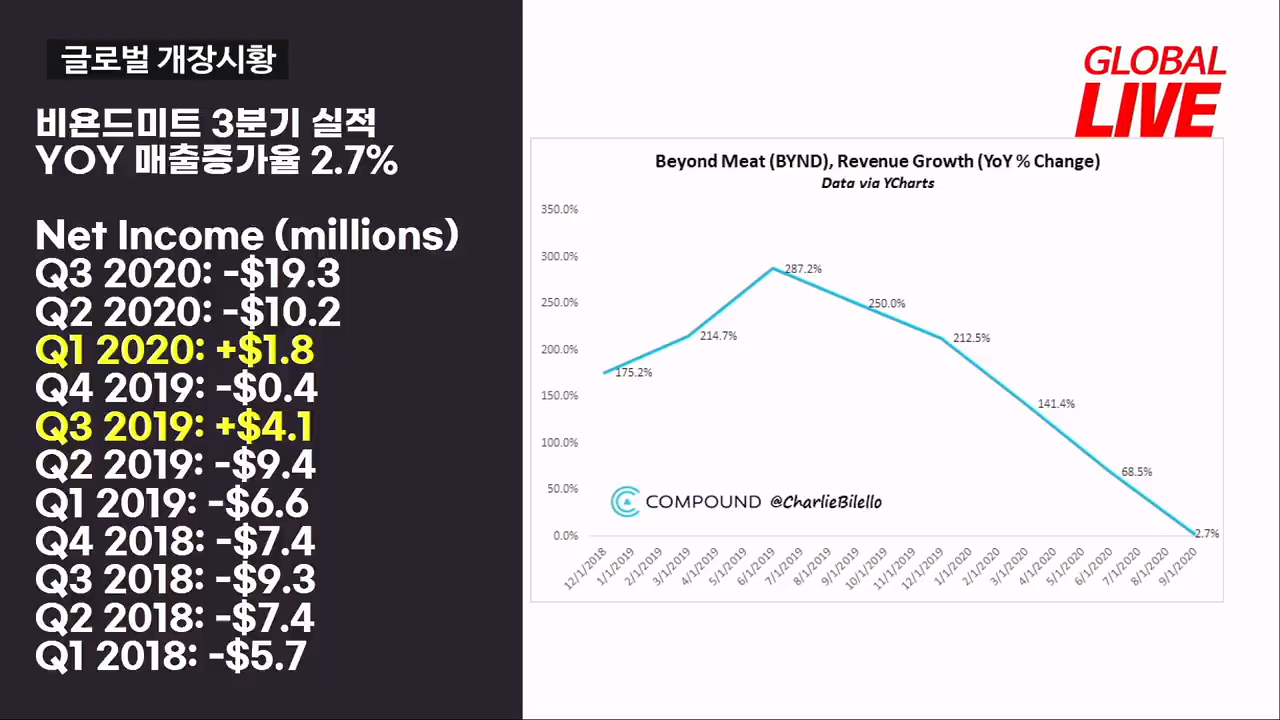 글로벌 개장시황
비욘드미트 3분기 실적
YOY 매출증가율 2.7%
Net Income (millions)
Q3 2020: -$19.3
Q2 2020: -$10.2
Q1 2020: +$1.8
Q4 2019: -$0.4
Q3 2019: +$4.1
Q2 2019: -$9.4
Q1 2019: -$6.6
Q4 2018: -$7.4
Q3 2018: -$9.3
Q2 2018: -$7.4
Q1 2018: -$5.7
GLOBAL
LIVE
Beyond Meat (BYND), Revenue Growth (YoY % Change)
Data via YCharts
350.0%
300.0%
250.0%
200.0%
150.0%
100.0%
50.0%
0.0%
175.2%
214.7%
287.2%
250.0%
212.5%
141.4%
68.5%
2.7%
COMPOUND @CharlieBilello
12/1/2018
1/1/2019
2/1/2019
3/1/2019
4/1/2019
5/1/2019
6/1/2019
7/1/2019
8/1/2019
9/1/2019
10/1/2019
11/1/2019
12/1/2019
1/1/2020
2/1/2020
3/1/2020
4/1/2020
5/1/2020
6/1/2020
7/1/2020
8/1/2020
9/1/2020